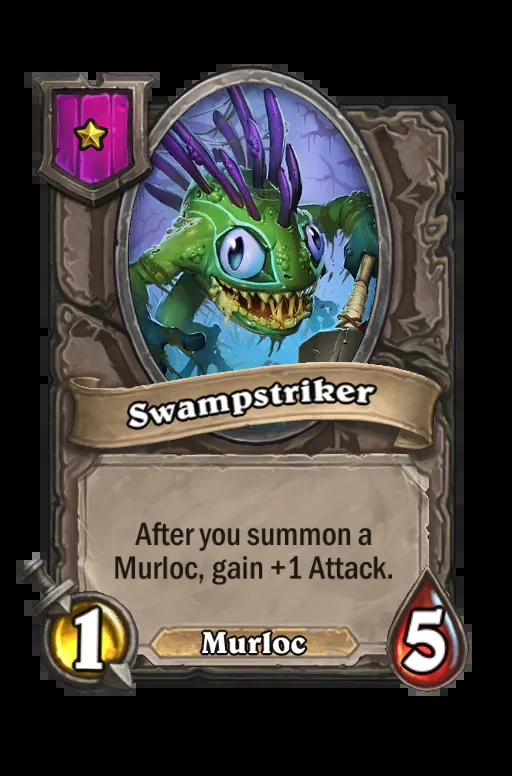 Swampstriker
After you summon a
Murloc, gain +1 Attack.
1
Murloc
5